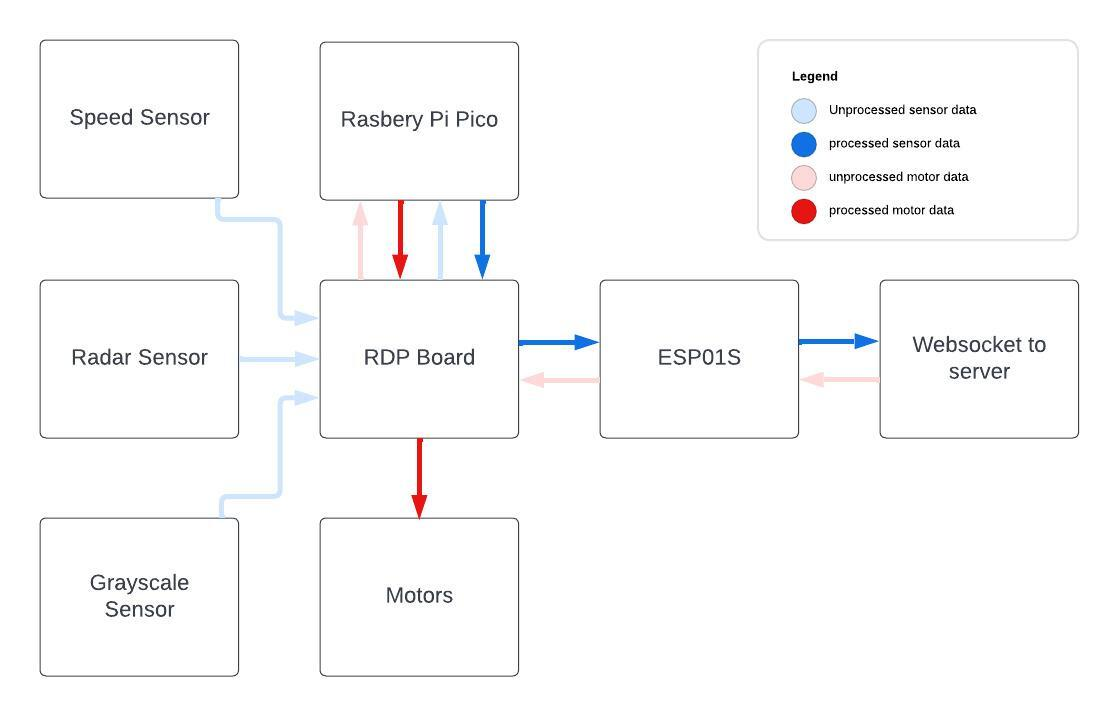 Speed Sensor
Rasbery Pi Pico
Legend
Unprocessed sensor data
processed sensor data
unprocessed motor data
processed motor data
Radar Sensor
RDP Board
ESP01S
Websocket to
server
Grayscale
Sensor
Motors